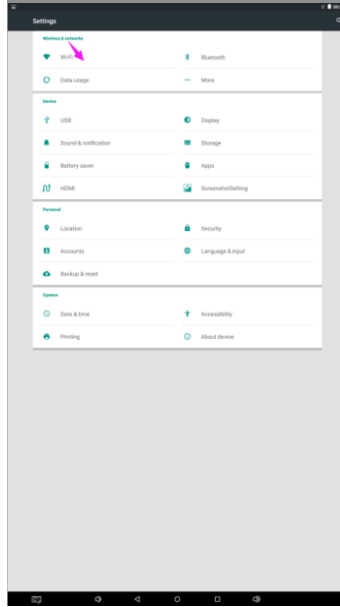 Settings
Wireless & networks
Wi-Fi
Bluetooth
Data usage
More
Device
USB
Display
Sound & notification
Storage
Battery saver
Apps
HDMI
ScreenshotSetting
Personal
Location
Security
Accounts
Language & input
Backup & reset
System
Date & time
Accessibility
Printing
About device